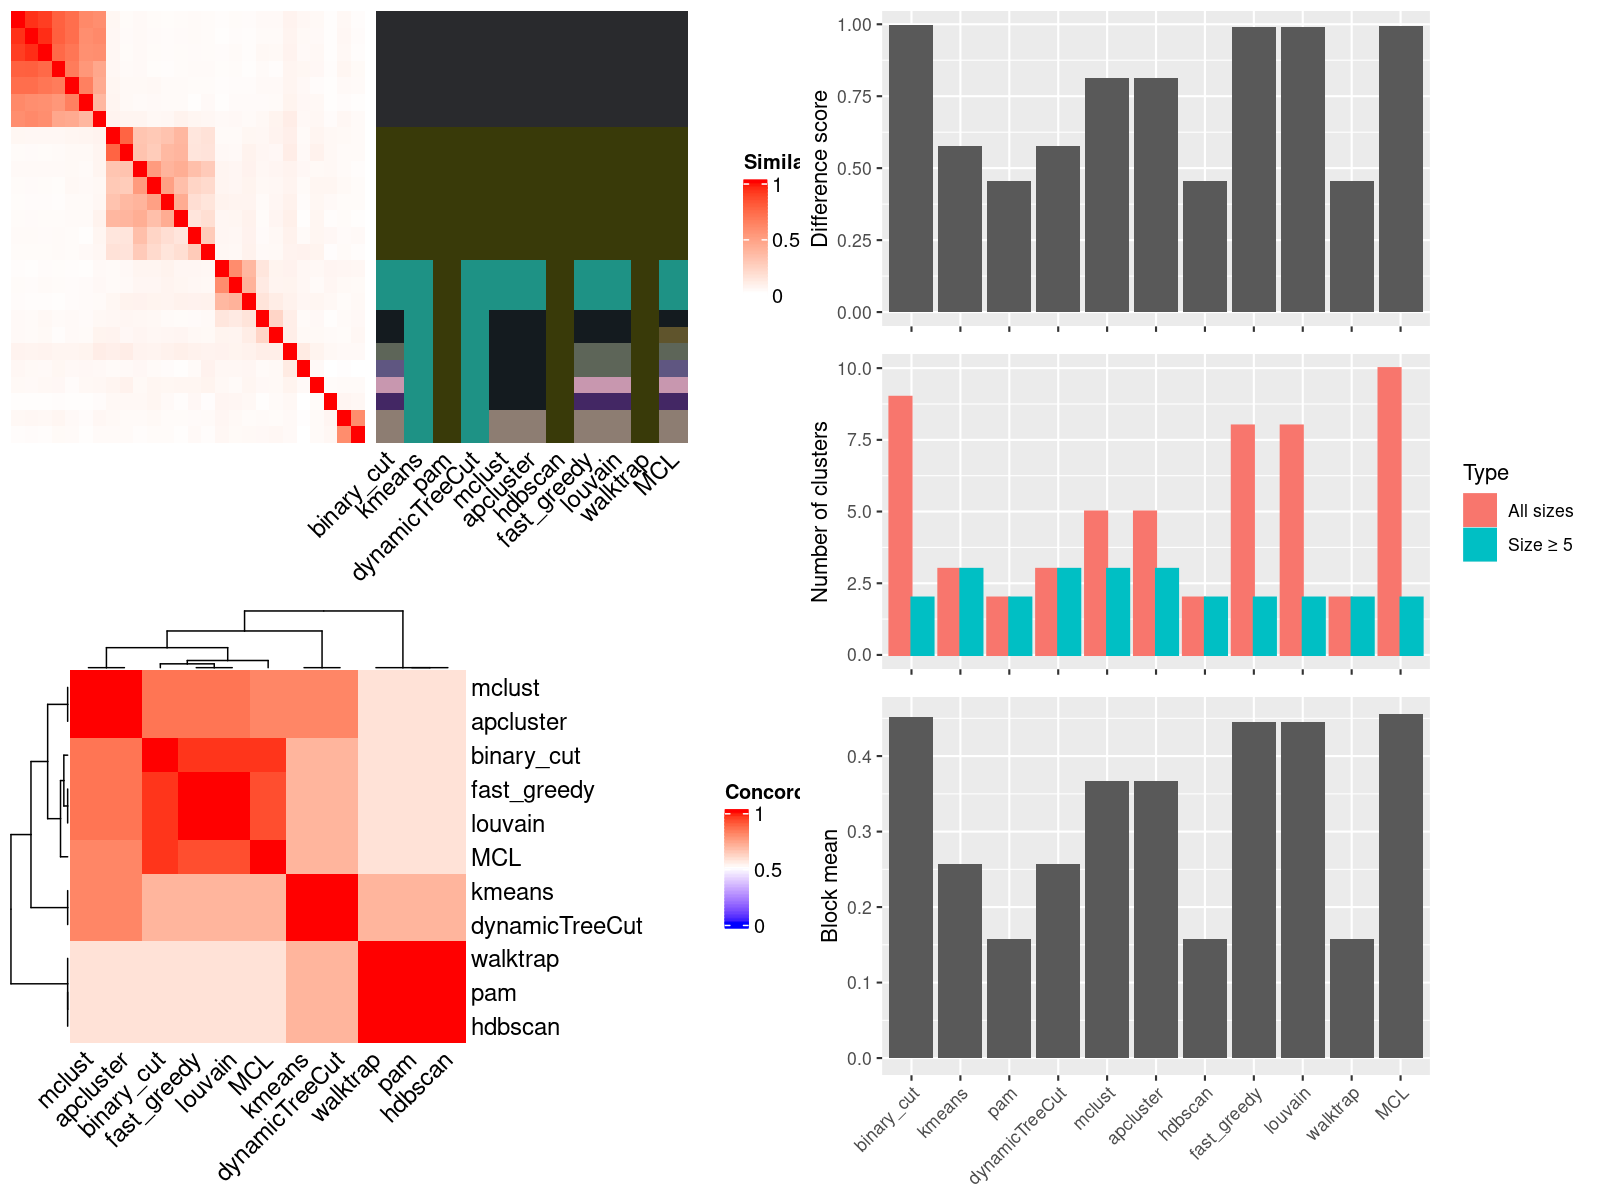 Simila
1
0.5
0
binary_cut
kmeans
pam
dynamicTreeCut
mclust
apcluster
hdbscan
fast_greedy
louvain
walktrap
MCL
mclust
apcluster
binary_cut
fast_greedy
louvain
MCL
kmeans
dynamicTreeCut
walktrap
pam
hdbscan
Concord
1
0.5
0
mclust
apcluster
binary_cut
fast_greedy
louvain
MCL
kmeans
dynamicTreeCut
walktrap
pam
hdbscan
Difference score
1.00
0.75
0.50
0.25
0.00
Number of clusters
10.0
7.5
5.0
2.5
0.0
Type
All sizes
Size ≥ 5
Block mean
0.4
0.3
0.2
0.1
0.0
binary_cut
kmeans
pam
dynamicTreeCut
mclust
apcluster
hdbscan
fast_greedy
louvain
walktrap
MCL